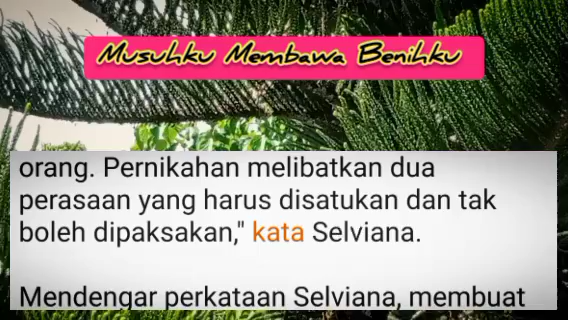 Musuhku Membawa Benihku
orang. Pernikahan melibatkan dua
perasaan yang harus disatukan dan tak
boleh dipaksakan," kata Selviana.
Mendengar perkataan Selviana, membuat